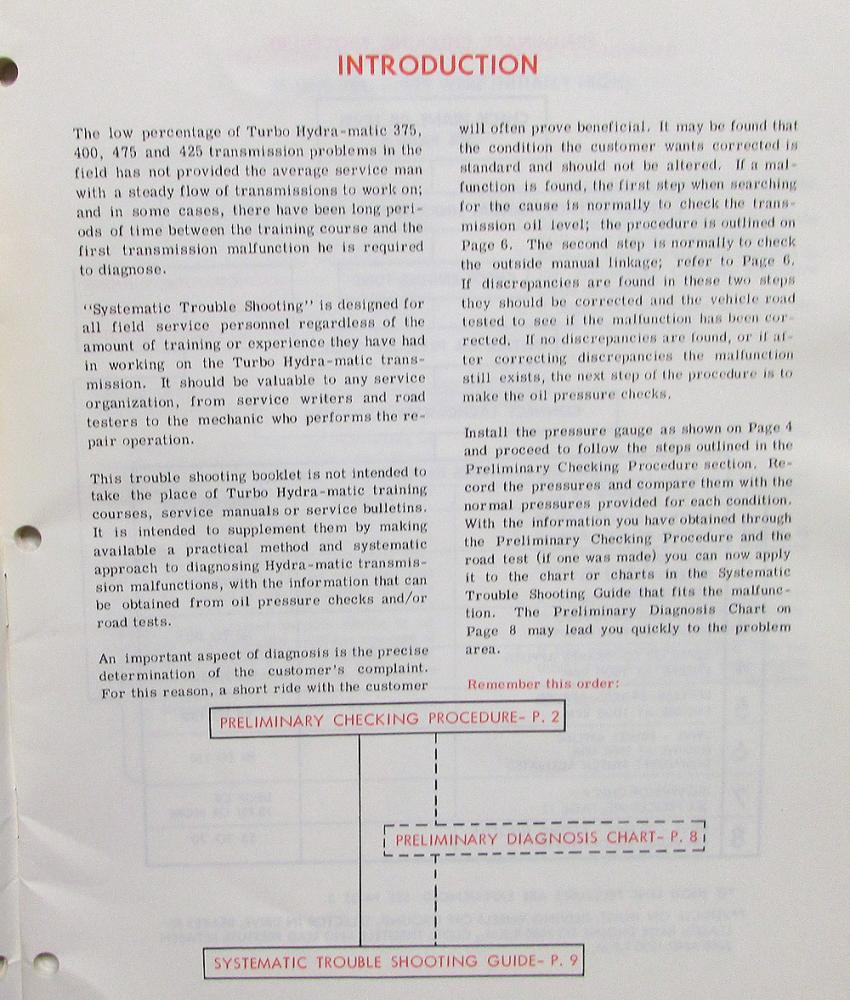 INTRODUCTION
The low percentage of Turbo Hydra-matic 375,
400, 475 and 425 transmission problems in the
field has not provided the average service man
with a steady flow of transmissions to work on;
and in some cases, there have been long peri-
ods of time between the training course and the
first transmission malfunction he is required
to diagnose.
"Systematic Trouble Shooting" is designed for
all field service personnel regardless of the
amount of training or experience they have had
in working on the Turbo Hydra-matic trans-
mission. It should be valuable to any service
organization, from service writers and road
testers to the mechanic who performs the re-
pair operation.
This trouble shooting booklet is not intended to
take the place of Turbo Hydra-matic training
courses, service manuals or service bulletins.
It is intended to supplement them by making
available a practical method and systematic
approach to diagnosing Hydra-matic transmis-
sion malfunctions, with the information that can
be obtained from oil pressure checks and/or
road tests.
An important aspect of diagnosis is the precise
determination of the customer's complaint.
For this reason, a short ride with the customer
will often prove beneficial. It may be found that
the condition the customer wants corrected is
standard and should not be altered. If a mal-
function is found, the first step when searching
for the cause is normally to check the trans-
mission oil level; the procedure is outlined on
Page 6. The second step is normally to check
the outside manual linkage; refer to Page 6.
If discrepancies are found in these two steps
they should be corrected and the vehicle road
tested to see if the malfunction has been cor-
rected. If no discrepancies are found, or if af-
ter correcting discrepancies the malfunction
still exists, the next step of the procedure is to
make the oil pressure checks.
Install the pressure gauge as shown on Page 4
and proceed to follow the steps outlined in the
Preliminary Checking Procedure section. Re-
cord the pressures and compare them with the
normal pressures provided for each condition.
With the information you have obtained through
the Preliminary Checking Procedure and the
road test (if one was made) you can now apply
it to the chart or charts in the Systematic
Trouble Shooting Guide that fits the malfunc-
tion. The Preliminary Diagnosis Chart on
Page 8 may lead you quickly to the problem
area.
Remember this order:
PRELIMINARY CHECKING PROCEDURE- P. 2
PRELIMINARY DIAGNOSIS CHART- P. 8
SYSTEMATIC TROUBLE SHOOTING GUIDE- P. 9